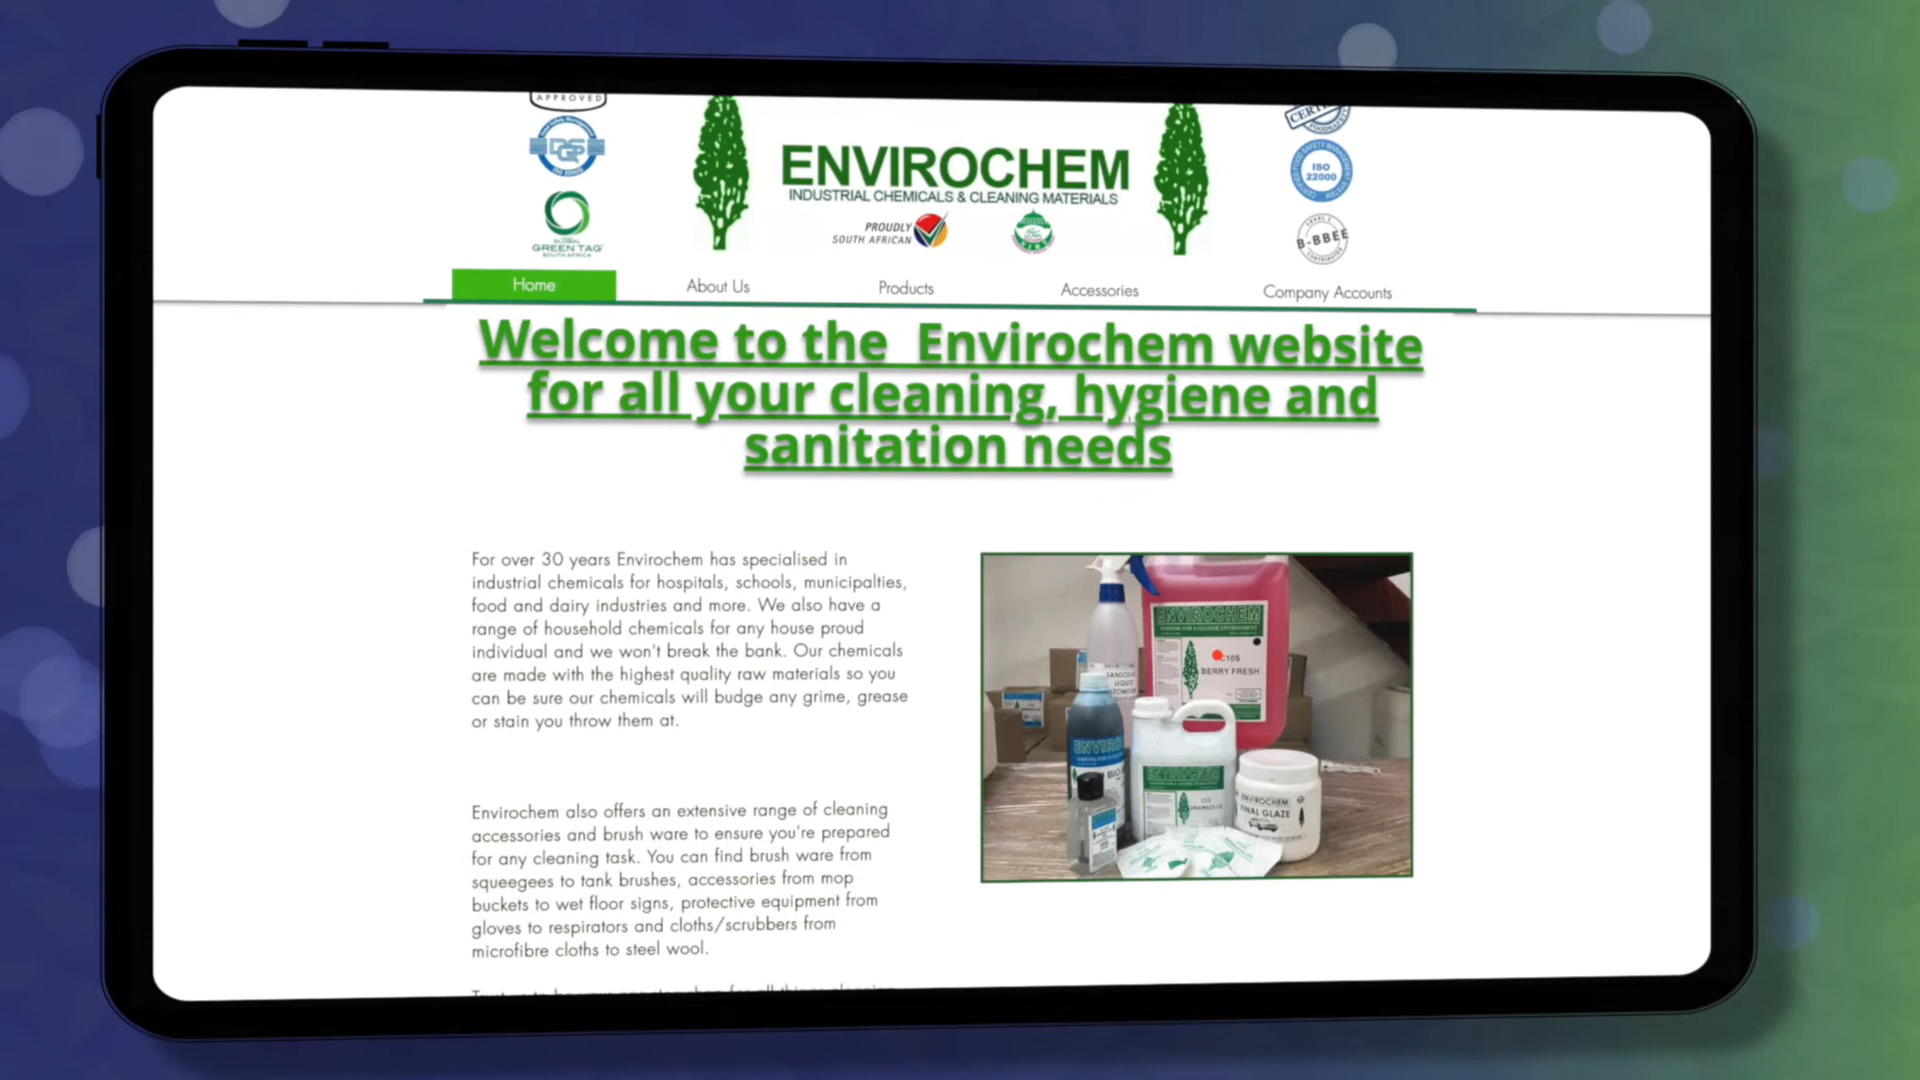 APPROVED
DQS
ISO 22000
GLOBAL
GREEN TAG
SOUTH AFRICA
ENVIROCHEM
INDUSTRIAL CHEMICALS & CLEANING MATERIALS
PROUDLY
SOUTH AFRICAN
ISO
22000
B-BBEE
Home
About Us
Products
Accessories
Company Accounts
Welcome to the Envirochem website
for all your cleaning, hygiene and
sanitation needs
For over 30 years Envirochem has specialised in
industrial chemicals for hospitals, schools, municipalties,
food and dairy industries and more. We also have a
range of household chemicals for any house proud
individual and we won't break the bank. Our chemicals
are made with the highest quality raw materials so you
can be sure our chemicals will budge any grime, grease
or stain you throw them at.
ENVIROCHEM
C10S
BERRY FRESH
LIQUID
ENVIROCHEM
FINAL GLAZE
Envirochem also offers an extensive range of cleaning
accessories and brush ware to ensure you're prepared
for any cleaning task. You can find brush ware from
squeegees to tank brushes, accessories from mop
buckets to wet floor signs, protective equipment from
gloves to respirators and cloths/scrubbers from
microfibre cloths to steel wool.